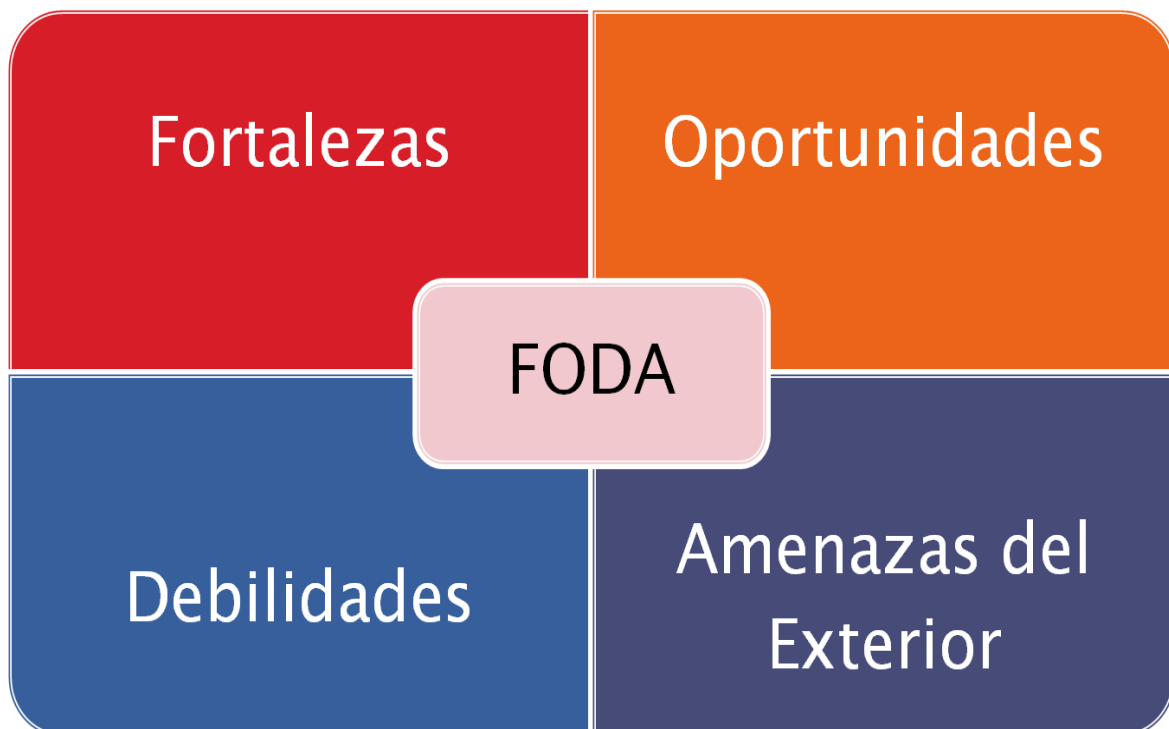 Fortalezas
Oportunidades
FODA
Debilidades
Amenazas del
Exterior